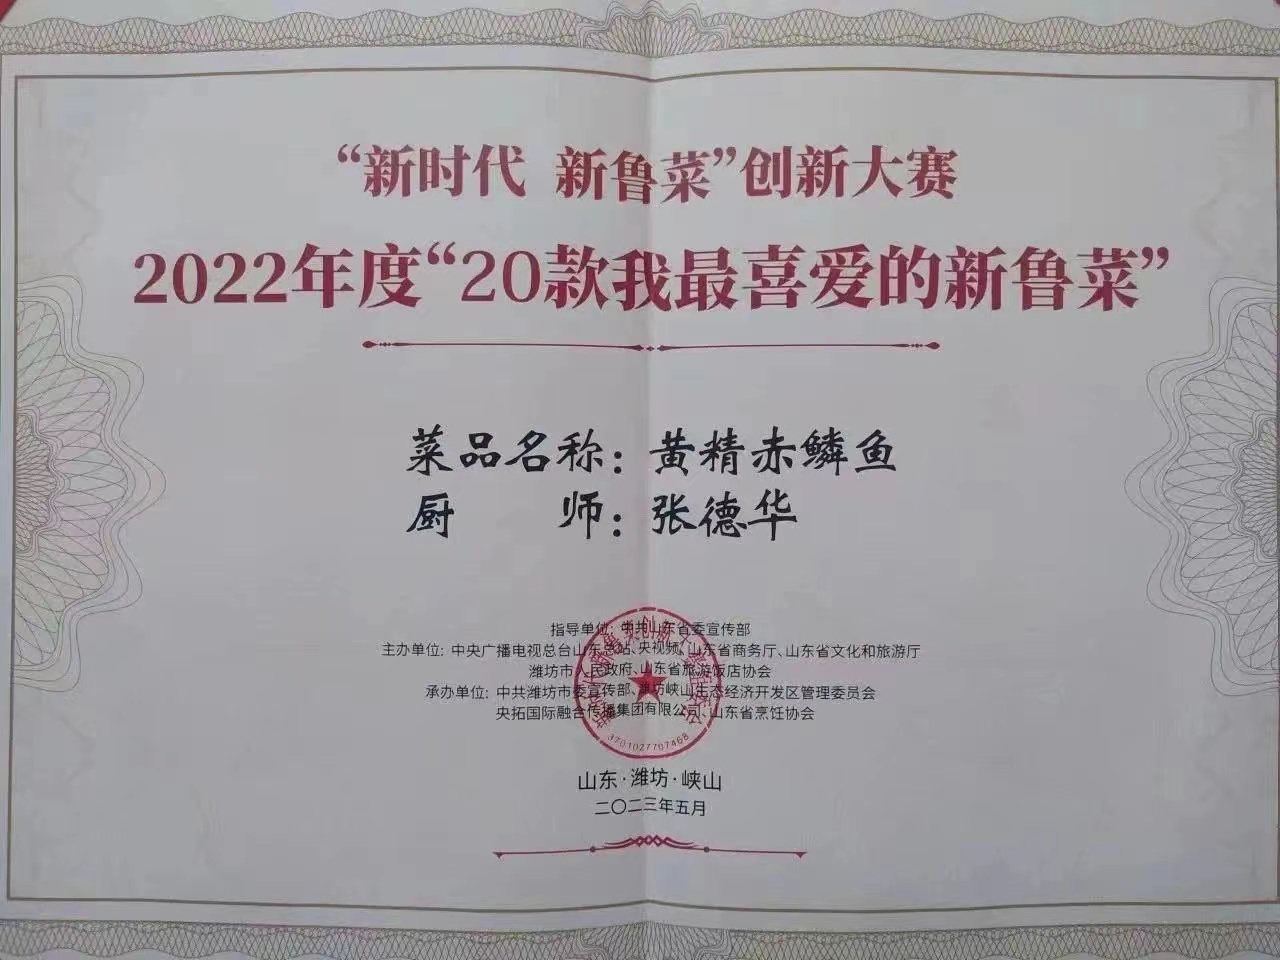 “新时代 新鲁菜”创新大赛
2022年度“20款我最喜爱的新鲁菜”
菜品名称：黄精赤鳞鱼
厨 师：张德华
指导单位：中共山东省委宣传部
主办单位：中央广播电视总台山东总站、央视频、山东省商务厅、山东省文化和旅游厅
潍坊市人民政府、山东省旅游饭店协会
承办单位：中共潍坊市委宣传部、潍坊峡山生态经济开发区管理委员会
央拓国际融合传播集团有限公司、山东省烹饪协会
3701027707468
山东·潍坊·峡山
二〇二三年五月